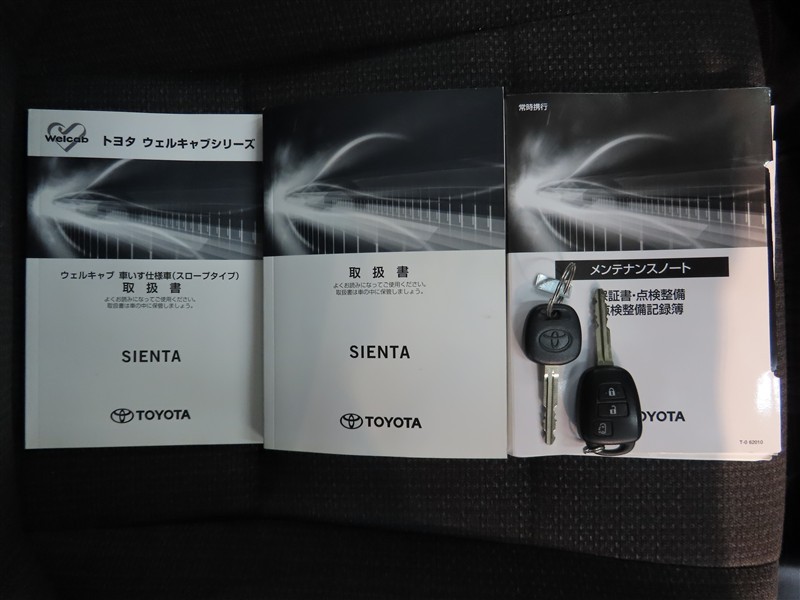 Welcab
トヨタ ウェルキャブシリーズ
ウェルキャブ 車いす仕様車(スロープタイプ)
取扱書
よくお読みになってご使用ください。
取扱書は車の中に保管しましょう。
SIENTA
TOYOTA
取扱書
よくお読みになってご使用ください。
取扱書は車の中に保管しましょう。
SIENTA
TOYOTA
常時携行
メンテナンスノート
証書・点検整備
検整備記録簿
OYOTA